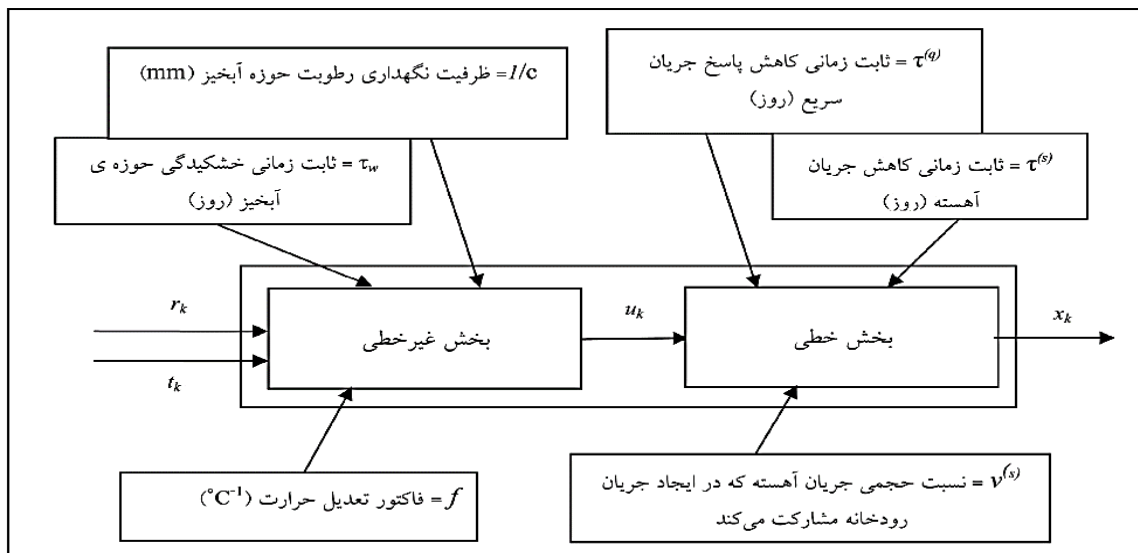 1/c= ظرفیت نگهداری رطوبت حوزه آبخیز (mm)
τw = ثابت زمانی خشکیدگی حوزه ی
آبخیز (روز)
τ(q) = ثابت زمانی کاهش پاسخ جریان
سریع (روز)
τ(s) = ثابت زمانی کاهش جریان
آهسته (روز)
rk
tk
بخش غیرخطی
uk
بخش خطی
xk
f = فاکتور تعدیل حرارت (°C-1)
v(s) = نسبت حجمی جریان آهسته که در ایجاد جریان
رودخانه مشارکت می‌کند